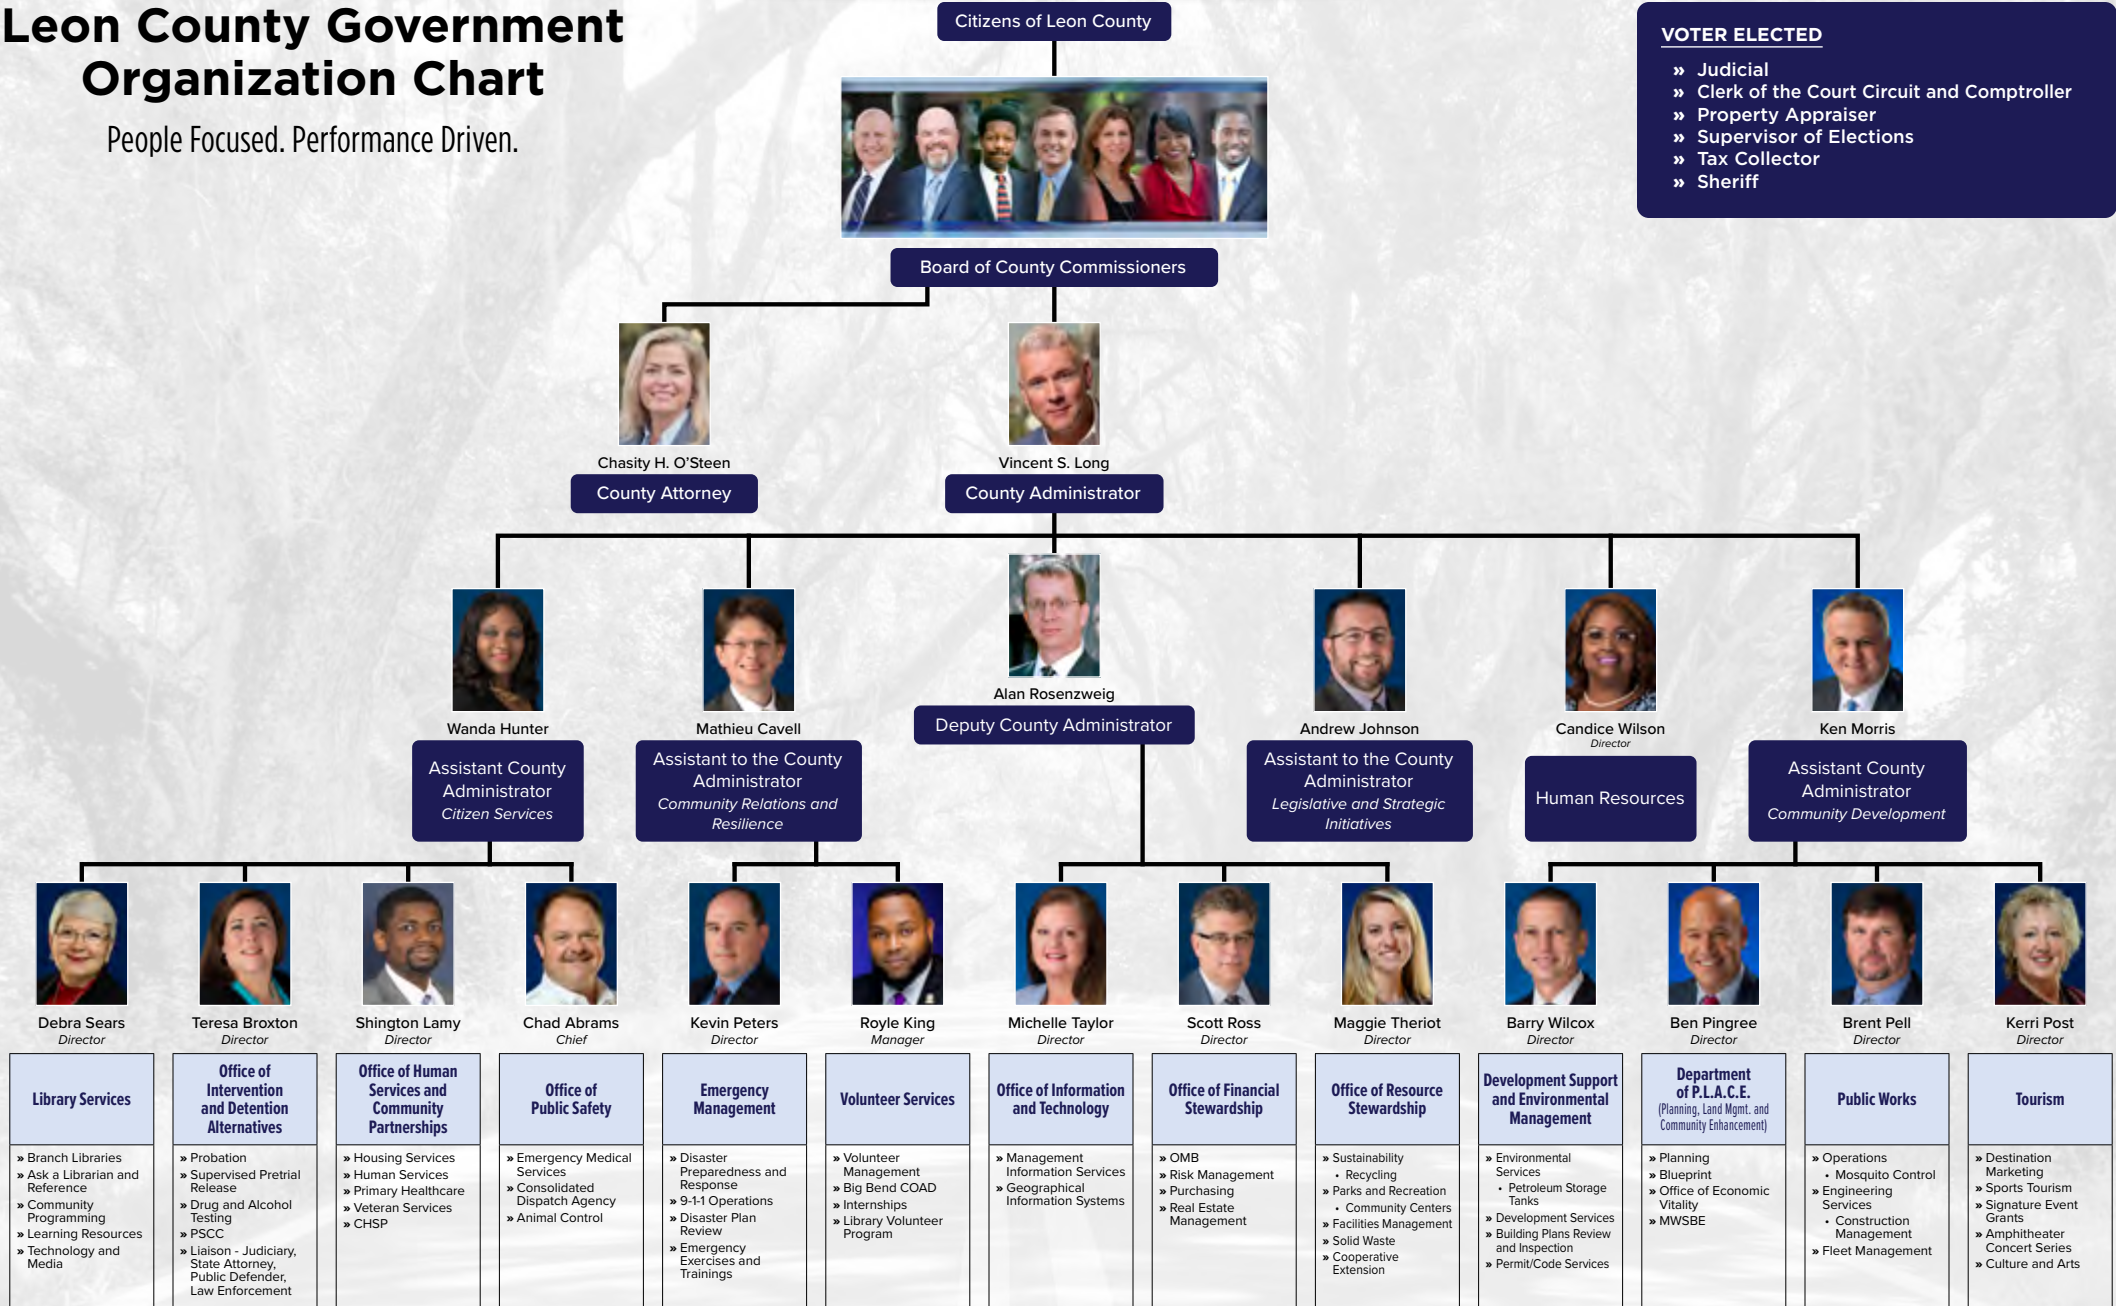 Leon County Government
Organization Chart
People Focused. Performance Driven.
Citizens of Leon County
VOTER ELECTED
» Judicial
» Clerk of the Court Circuit and Comptroller
» Property Appraiser
» Supervisor of Elections
» Tax Collector
» Sheriff
Board of County Commissioners
Chasity H. O'Steen
County Attorney
Vincent S. Long
County Administrator
Wanda Hunter
Assistant County
Administrator
Citizen Services
Mathieu Cavell
Assistant to the County
Administrator
Community Relations and
Resilience
Alan Rosenzweig
Deputy County Administrator
Andrew Johnson
Assistant to the County
Administrator
Legislative and Strategic
Initiatives
Candice Wilson
Director
Human Resources
Ken Morris
Assistant County
Administrator
Community Development
Debra Sears
Director
Library Services
» Branch Libraries
» Ask a Librarian and
Reference
» Community
Programming
» Learning Resources
» Technology and
Media
Teresa Broxton
Director
Office of
Intervention
and Detention
Alternatives
» Probation
» Supervised Pretrial
Release
» Drug and Alcohol
Testing
» PSCC
» Liaison - Judiciary,
State Attorney,
Public Defender,
Law Enforcement
Shington Lamy
Director
Office of Human
Services and
Community
Partnerships
» Housing Services
» Human Services
» Primary Healthcare
» Veteran Services
» CHSP
Chad Abrams
Chief
Office of
Public Safety
» Emergency Medical
Services
» Consolidated
Dispatch Agency
» Animal Control
Kevin Peters
Director
Emergency
Management
» Disaster
Preparedness and
Response
» 9-1-1 Operations
» Disaster Plan
Review
» Emergency
Exercises and
Trainings
Royle King
Manager
Volunteer Services
» Volunteer
Management
» Big Bend COAD
» Internships
» Library Volunteer
Program
Michelle Taylor
Director
Office of Information
and Technology
» Management
Information Services
» Geographical
Information Systems
Scott Ross
Director
Office of Financial
Stewardship
» OMB
» Risk Management
» Purchasing
» Real Estate
Management
Maggie Theriot
Director
Office of Resource
Stewardship
» Sustainability
• Recycling
» Parks and Recreation
• Community Centers
» Facilities Management
» Solid Waste
» Cooperative
Extension
Barry Wilcox
Director
Development Support
and Environmental
Management
» Environmental
Services
• Petroleum Storage
Tanks
» Development Services
» Building Plans Review
and Inspection
» Permit/Code Services
Ben Pingree
Director
Department
of P.L.A.C.E.
(Planning, Land Mgmt. and
Community Enhancement)
» Planning
» Blueprint
» Office of Economic
Vitality
» MWSBE
Brent Pell
Director
Public Works
» Operations
• Mosquito Control
» Engineering
Services
• Construction
Management
» Fleet Management
Kerri Post
Director
Tourism
» Destination
Marketing
» Sports Tourism
» Signature Event
Grants
» Amphitheater
Concert Series
» Culture and Arts